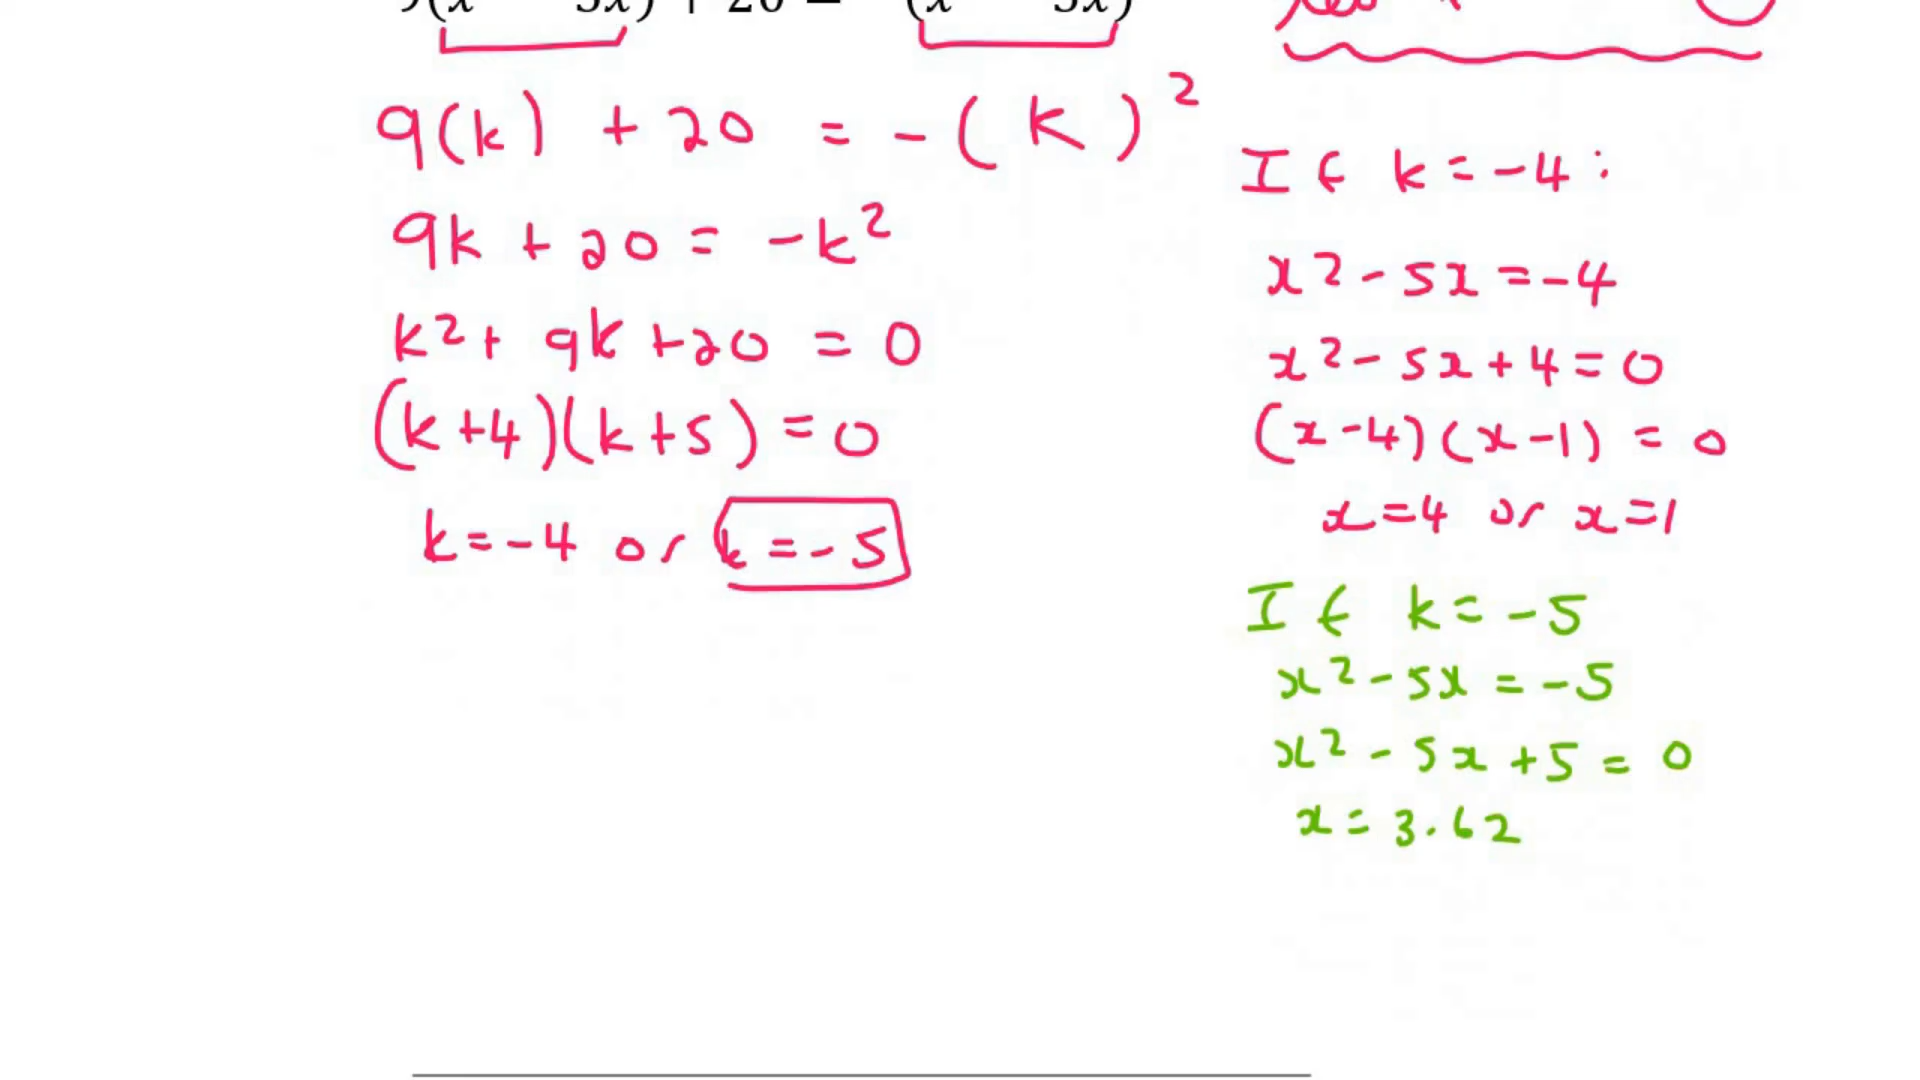 9(k) + 20 = -(k)²
9k + 20 = -k²
k² + 9k + 20 = 0
(k+4)(k+5) = 0
k = -4 or k = -5
If k = -4:
x² - 5x = -4
x² - 5x + 4 = 0
(x-4)(x-1) = 0
x = 4 or x = 1
If k = -5
x² - 5x = -5
x² - 5x + 5 = 0
x = 3.62